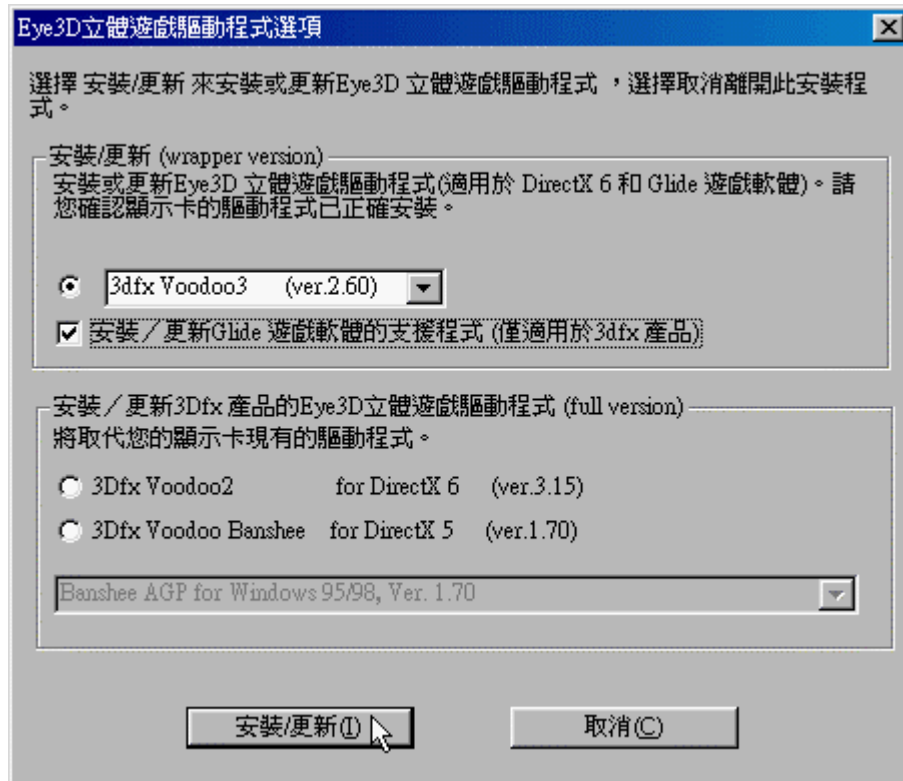 Eye3D立體遊戲驅動程式選項
選擇 安裝/更新 來安裝或更新Eye3D 立體遊戲驅動程式 ，選擇取消離開此安裝程
式。
安裝/更新 (wrapper version)
安裝或更新Eye3D 立體遊戲驅動程式(適用於 DirectX 6 和 Glide 遊戲軟體)。請
您確認顯示卡的驅動程式已正確安裝。
3dfx Voodoo3 (ver.2.60)
安裝／更新Glide 遊戲軟體的支援程式 (僅適用於3dfx 產品)
安裝／更新3Dfx 產品的Eye3D立體遊戲驅動程式 (full version)
將取代您的顯示卡現有的驅動程式。
3Dfx Voodoo2 for DirectX 6 (ver.3.15)
3Dfx Voodoo Banshee for DirectX 5 (ver.1.70)
Banshee AGP for Windows 95/98, Ver. 1.70
安裝/更新(I) 取消(C)